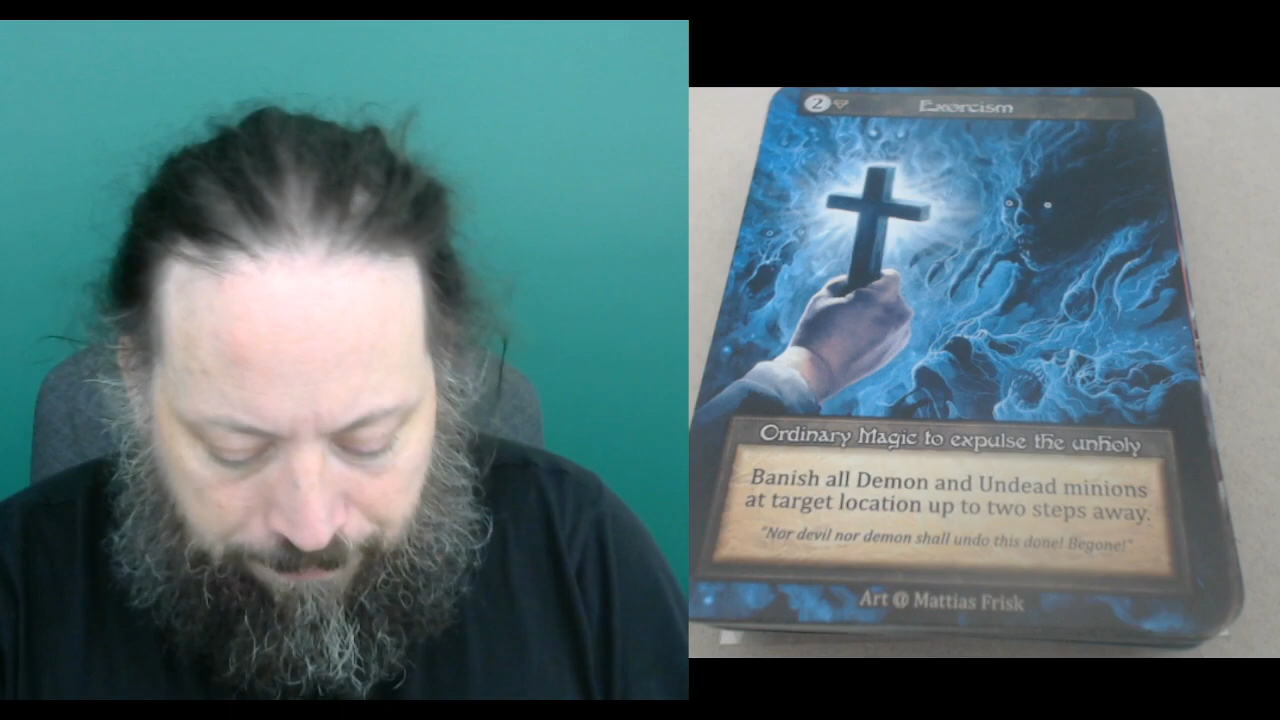 2 Exorcism
Ordinary Magic to expulse the unholy
Banish all Demon and Undead minions
at target location up to two steps away.
"Nor devil nor demon shall undo this done! Begone!"
Art @ Mattias Frisk